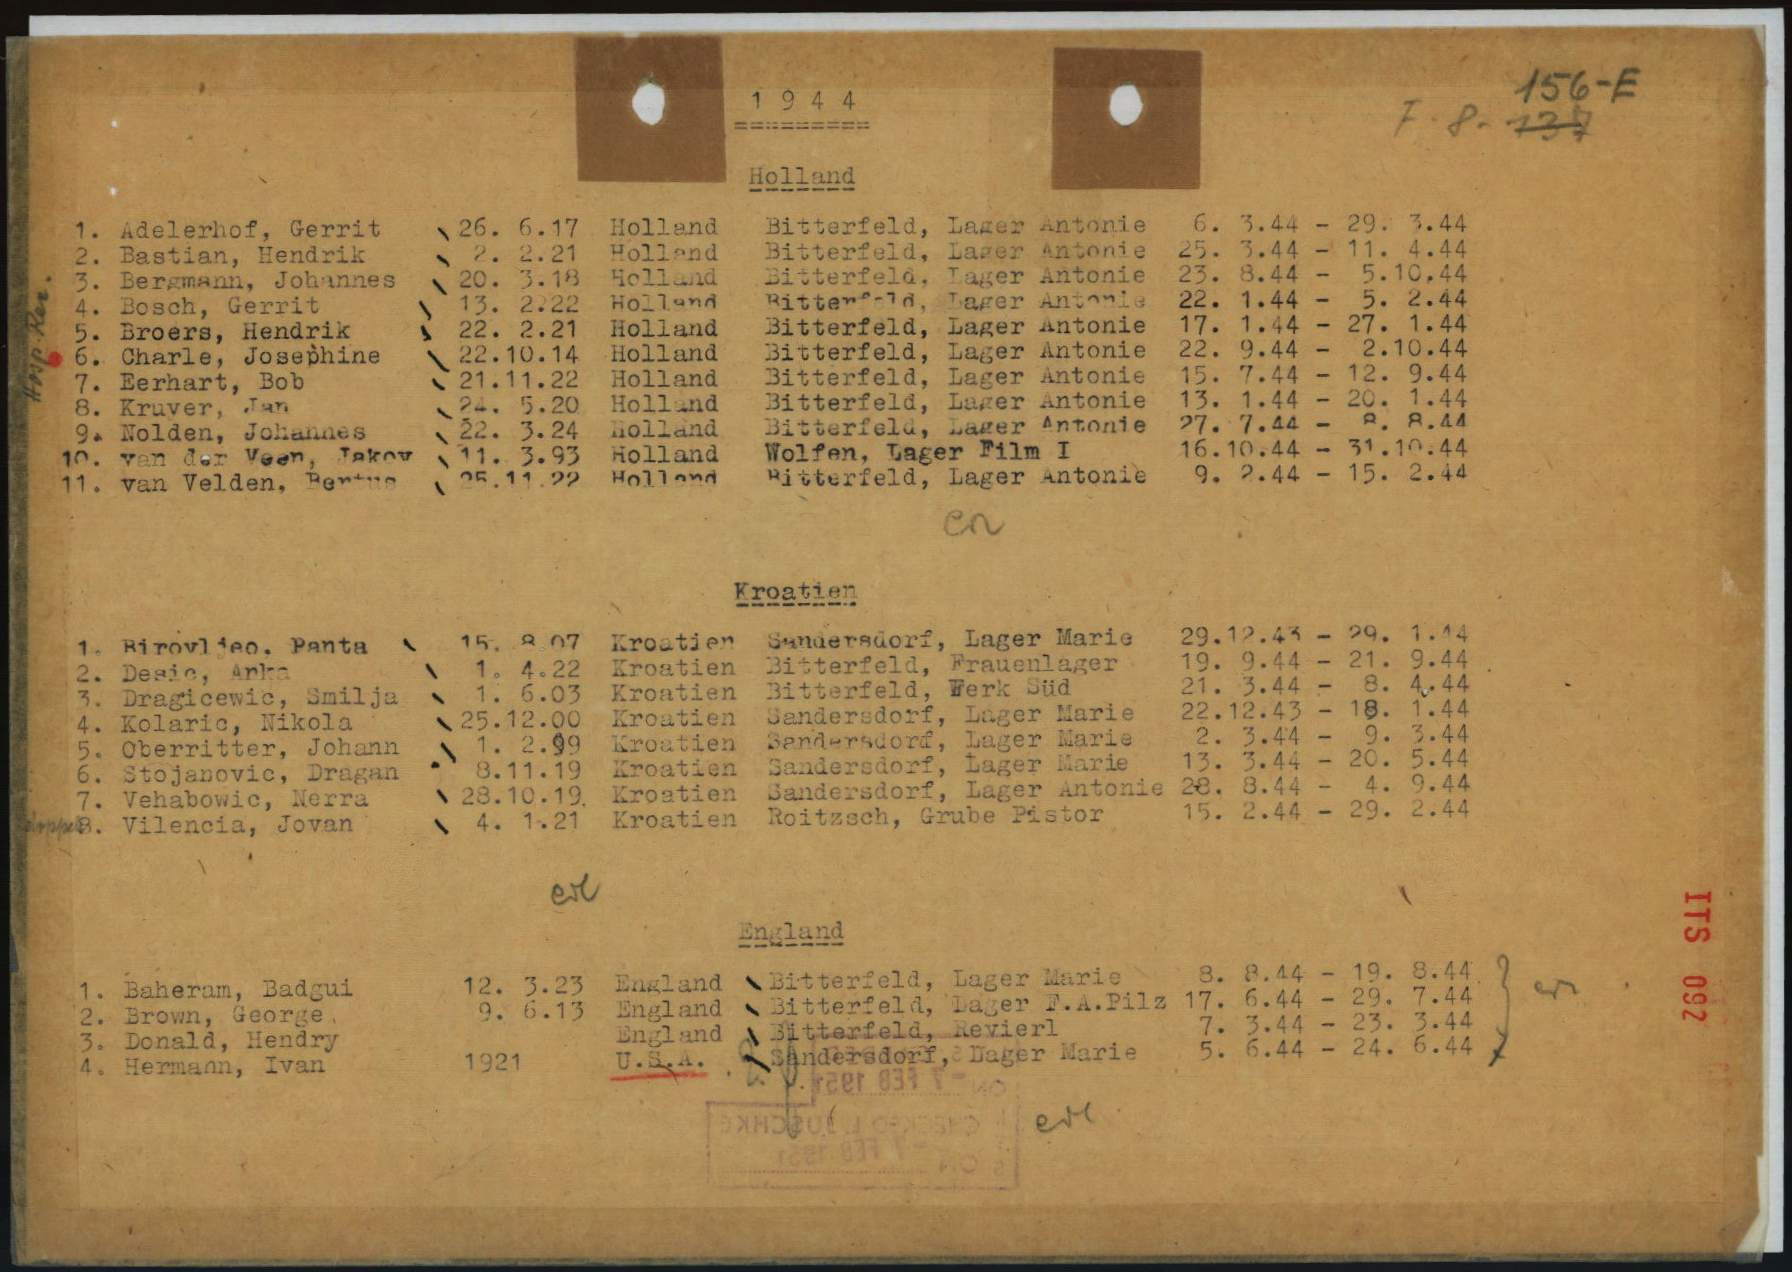 156-E
F. 8. 137
1944
Holland
1. Adelerhof, Gerrit 26. 6.17 Holland Bitterfeld, Lager Antonie 6. 3.44 - 29. 3.44
2. Bastian, Hendrik 2. 2.21 Holland Bitterfeld, Lager Antonie 25. 3.44 - 11. 4.44
3. Bergmann, Johannes 20. 3.18 Holland Bitterfeld, Lager Antonie 23. 8.44 - 5.10.44
4. Bosch, Gerrit 13. 2.22 Holland Bitterfeld, Lager Antonie 22. 1.44 - 5. 2.44
5. Broers, Hendrik 22. 2.21 Holland Bitterfeld, Lager Antonie 17. 1.44 - 27. 1.44
6. Charle, Josephine 22.10.14 Holland Bitterfeld, Lager Antonie 22. 9.44 - 2.10.44
7. Eerhart, Bob 21.11.22 Holland Bitterfeld, Lager Antonie 15. 7.44 - 12. 9.44
8. Kruver, Jan 24. 5.20 Holland Bitterfeld, Lager Antonie 13. 1.44 - 20. 1.44
9. Nolden, Johannes 22. 3.24 Holland Bitterfeld, Lager Antonie 27. 7.44 - 8. 8.44
10. van der Veen, Jakov 11. 3.93 Holland Wolfen, Lager Film I 16.10.44 - 31.10.44
11. van Velden, Bertus 25.11.22 Holland Bitterfeld, Lager Antonie 9. 2.44 - 15. 2.44
Kroatien
1. Panta 15. 8.07 Kroatien Sandersdorf, Lager Marie 29.12.43 - 29. 1.44
2. Desic, Anka 1. 4.22 Kroatien Bitterfeld, Frauenlager 19. 9.44 - 21. 9.44
3. Dragicewic, Smilja 1. 6.03 Kroatien Bitterfeld, Werk Süd 21. 3.44 - 8. 4.44
4. Kolaric, Nikola 25.12.00 Kroatien Sandersdorf, Lager Marie 22.12.43 - 18. 1.44
5. Oberritter, Johann 1. 2.99 Kroatien Sandersdorf, Lager Marie 2. 3.44 - 9. 3.44
6. Stojanovic, Dragan 8.11.19 Kroatien Sandersdorf, Lager Marie 13. 3.44 - 20. 5.44
7. Vehabowic, Nerra 28.10.19. Kroatien Sandersdorf, Lager Antonie 28. 8.44 - 4. 9.44
8. Vilencia, Jovan 4. 1.21 Kroatien Roitzsch, Grube Pistor 15. 2.44 - 29. 2.44
erl
England
1. Baheram, Badgui 12. 3.23 England Bitterfeld, Lager Marie 8. 8.44 - 19. 8.44
2. Brown, George 9. 6.13 England Bitterfeld, Lager F.A.Pilz 17. 6.44 - 29. 7.44
3. Donald, Hendry England Bitterfeld, Revierl 7. 3.44 - 23. 3.44
4. Hermann, Ivan 1921 U.S.A. Sandersdorf, Lager Marie 5. 6.44 - 24. 6.44
erl
- 7 FEB 1951
- 7 FEB 1951
Hosp. Rev.
ITS 092